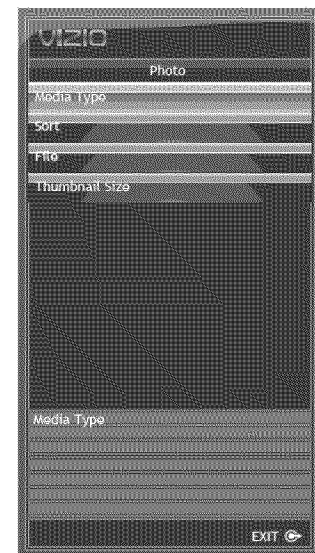 VIZIO
Photo
Media Type
Sort
File
Thumbnail Size
Media Type
EXIT